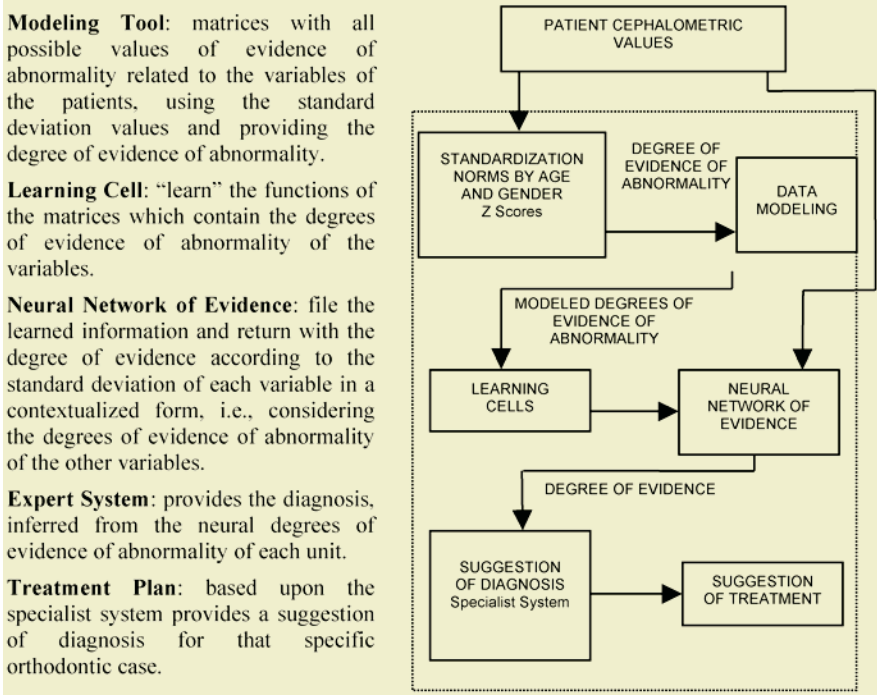 Modeling Tool: matrices with all
possible values of evidence of
abnormality related to the variables of
the patients, using the standard
deviation values and providing the
degree of evidence of abnormality.
Learning Cell: “learn” the functions of
the matrices which contain the degrees
of evidence of abnormality of the
variables.
Neural Network of Evidence: file the
learned information and return with the
degree of evidence according to the
standard deviation of each variable in a
contextualized form, i.e., considering
the degrees of evidence of abnormality
of the other variables.
Expert System: provides the diagnosis,
inferred from the neural degrees of
evidence of abnormality of each unit.
Treatment Plan: based upon the
specialist system provides a suggestion
of diagnosis for that specific
orthodontic case.
PATIENT CEPHALOMETRIC
VALUES
STANDARDIZATION
NORMS BY AGE
AND GENDER
Z Scores
DEGREE OF
EVIDENCE OF
ABNORMALITY
DATA
MODELING
MODELED DEGREES OF
EVIDENCE OF
ABNORMALITY
LEARNING
CELLS
NEURAL
NETWORK OF
EVIDENCE
DEGREE OF EVIDENCE
SUGGESTION
OF DIAGNOSIS
Specialist System
SUGGESTION
OF TREATMENT